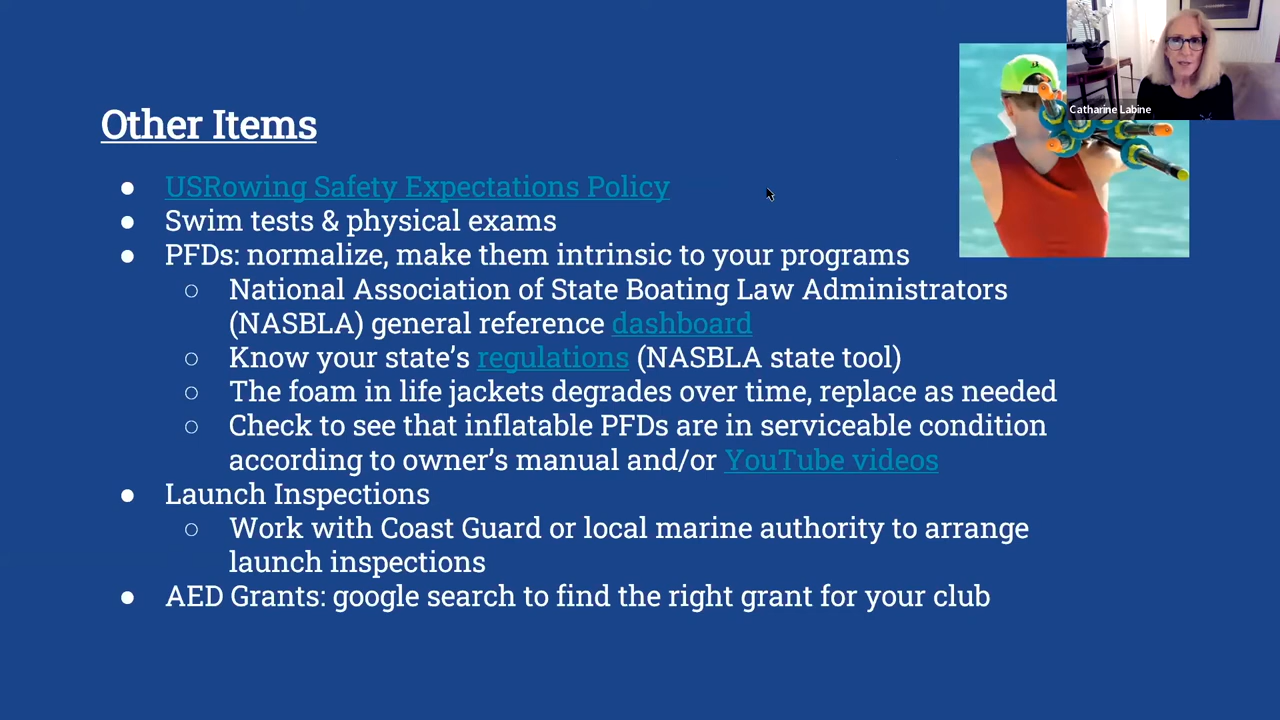 Catharine Labine
Other Items
● USRowing Safety Expectations Policy
● Swim tests & physical exams
● PFDs: normalize, make them intrinsic to your programs
○ National Association of State Boating Law Administrators
(NASBLA) general reference dashboard
○ Know your state’s regulations (NASBLA state tool)
○ The foam in life jackets degrades over time, replace as needed
○ Check to see that inflatable PFDs are in serviceable condition
according to owner’s manual and/or YouTube videos
● Launch Inspections
○ Work with Coast Guard or local marine authority to arrange
launch inspections
● AED Grants: google search to find the right grant for your club